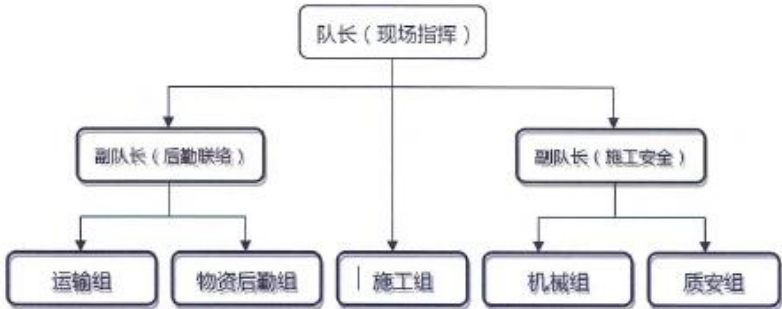 队长（现场指挥）
副队长（后勤联络）
副队长（施工安全）
运输组
物资后勤组
施工组
机械组
质安组